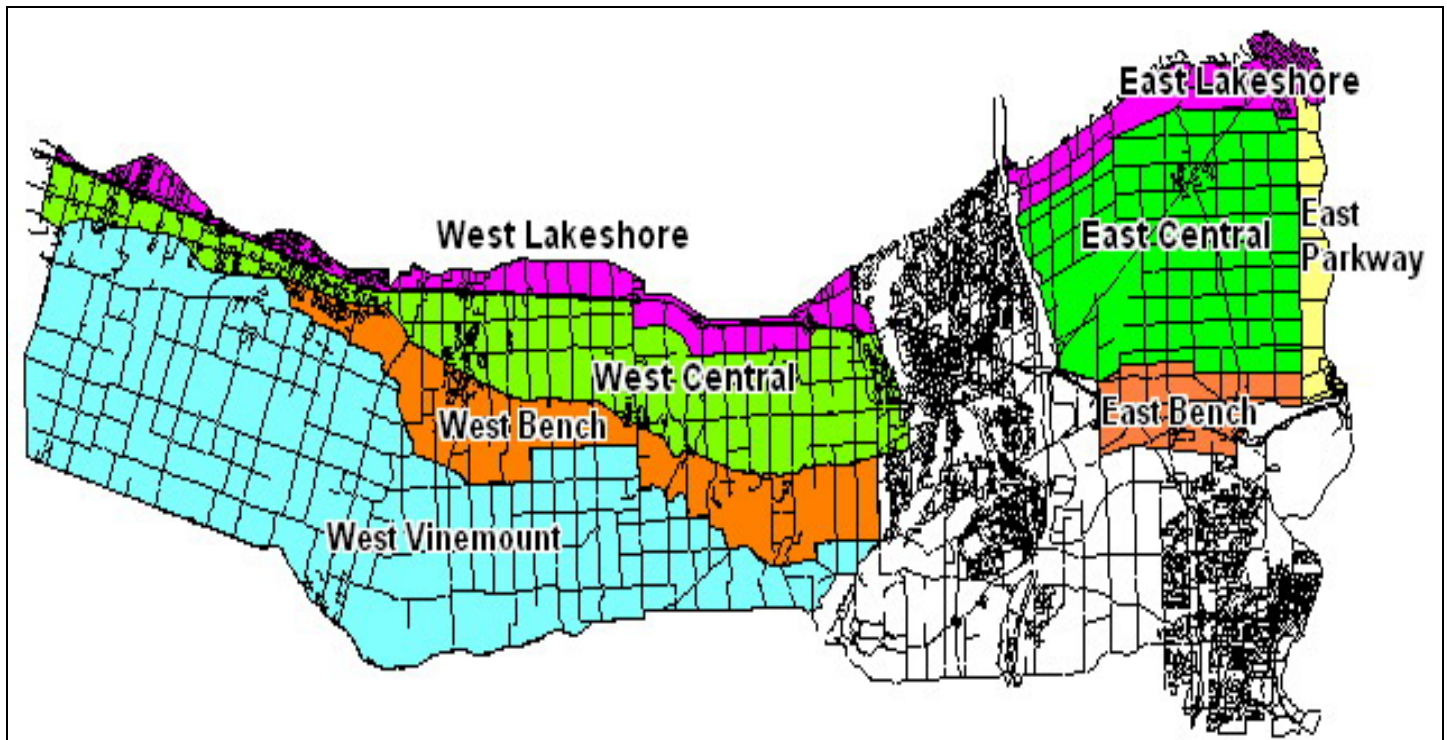 East Lakeshore
West Lakeshore
East Central
East
Parkway
West Central
West Bench
East Bench
West Vinemount